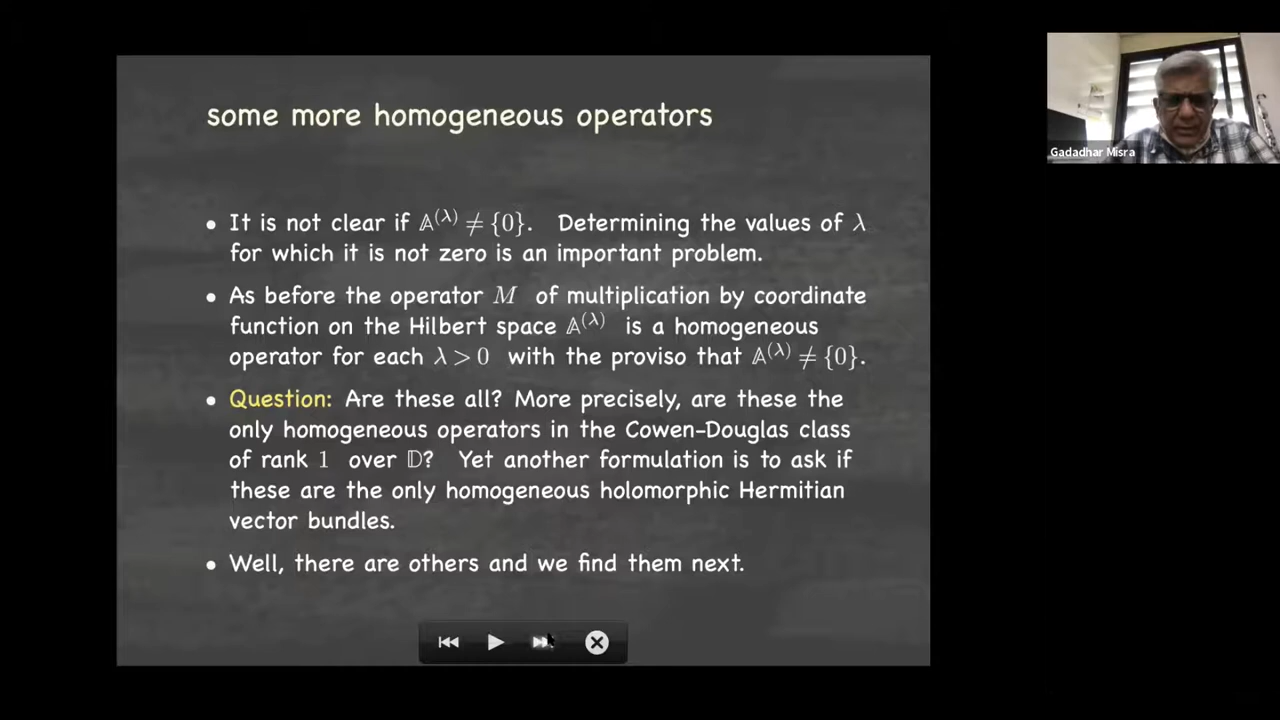 some more homogeneous operators
• It is not clear if 𝔸^(λ) ≠ {0}. Determining the values of λ
for which it is not zero is an important problem.
• As before the operator M of multiplication by coordinate
function on the Hilbert space 𝔸^(λ) is a homogeneous
operator for each λ > 0 with the proviso that 𝔸^(λ) ≠ {0}.
• Question: Are these all? More precisely, are these the
only homogeneous operators in the Cowen-Douglas class
of rank 1 over 𝔻? Yet another formulation is to ask if
these are the only homogeneous holomorphic Hermitian
vector bundles.
• Well, there are others and we find them next.
Gadadhar Misra